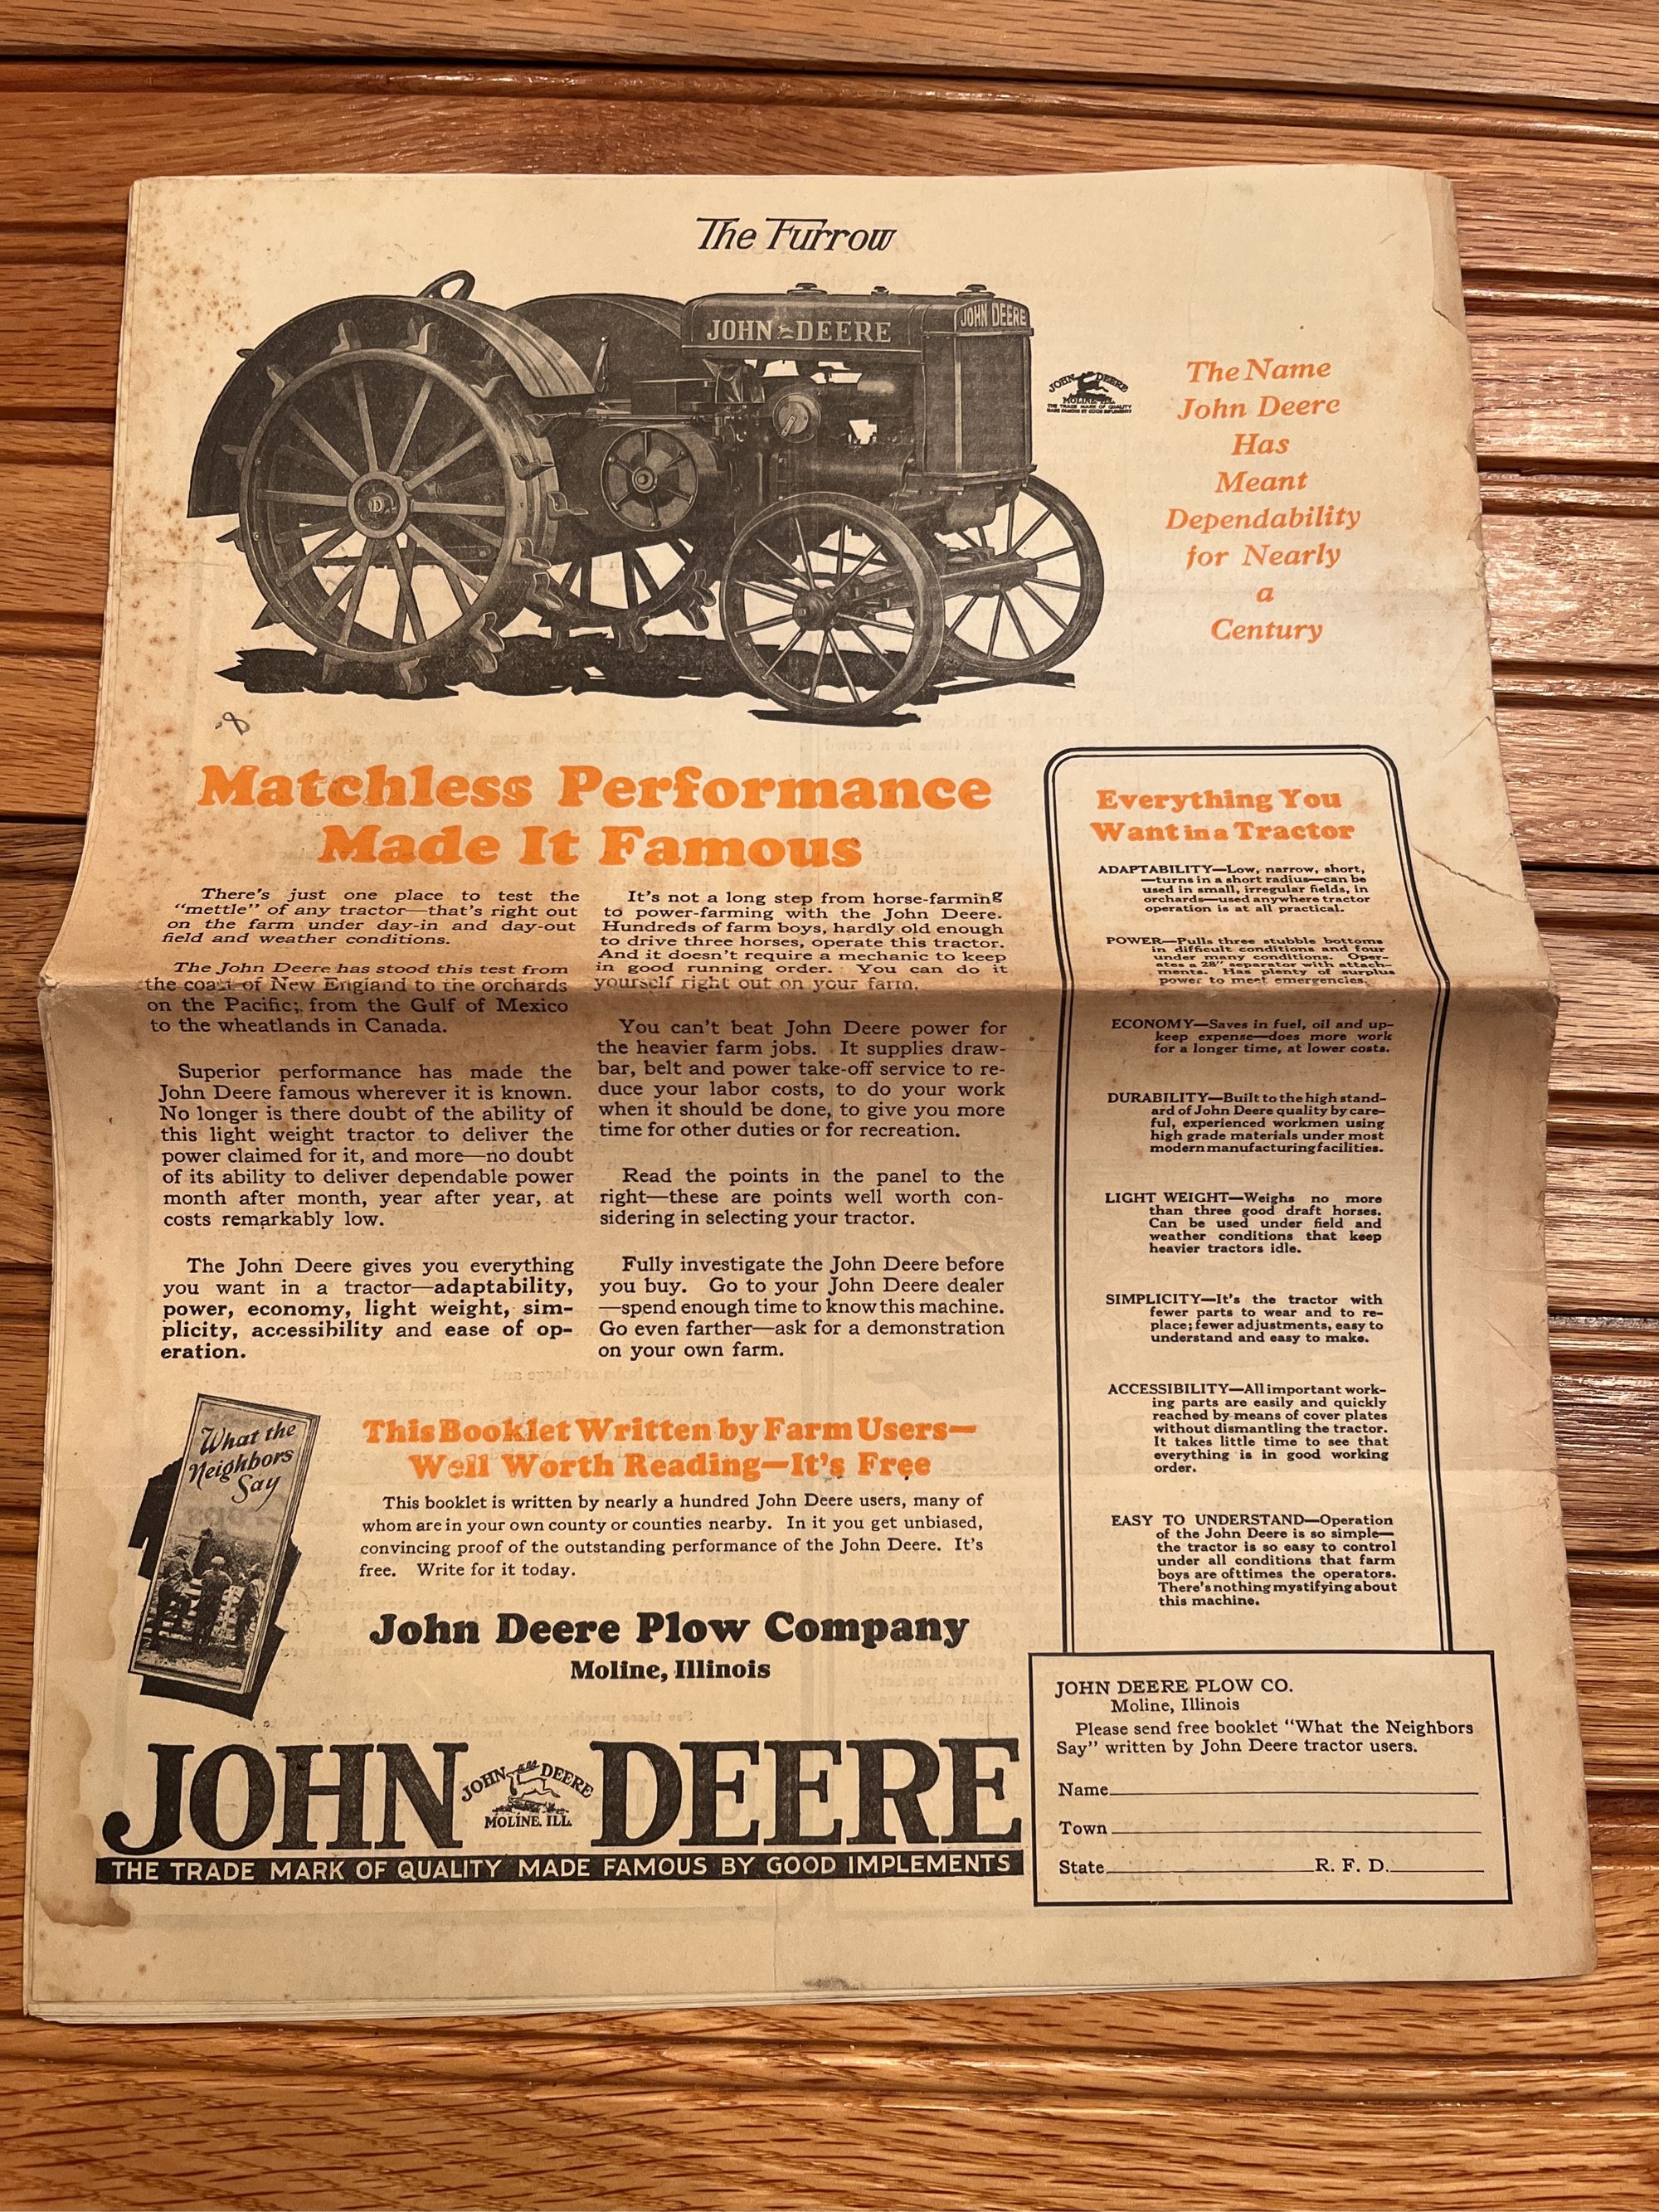 The Furrow
JOHN DEERE
JOHN DEERE
JOHN DEERE
MOLINE, ILL.
THE TRADE MARK OF QUALITY
MADE FAMOUS BY GOOD IMPLEMENTS
The Name
John Deere
Has
Meant
Dependability
for Nearly
a
Century
D
-8
Matchless Performance
Made It Famous
There's just one place to test the
"mettle" of any tractor—that's right out
on the farm under day-in and day-out
field and weather conditions.
The John Deere has stood this test from
the coast of New England to the orchards
on the Pacific; from the Gulf of Mexico
to the wheatlands in Canada.
Superior performance has made the
John Deere famous wherever it is known.
No longer is there doubt of the ability of
this light weight tractor to deliver the
power claimed for it, and more—no doubt
of its ability to deliver dependable power
month after month, year after year, at
costs remarkably low.
The John Deere gives you everything
you want in a tractor—adaptability,
power, economy, light weight, sim-
plicity, accessibility and ease of op-
eration.
It's not a long step from horse-farming
to power-farming with the John Deere.
Hundreds of farm boys, hardly old enough
to drive three horses, operate this tractor.
And it doesn't require a mechanic to keep
in good running order. You can do it
yourself right out on your farm.
You can't beat John Deere power for
the heavier farm jobs. It supplies draw-
bar, belt and power take-off service to re-
duce your labor costs, to do your work
when it should be done, to give you more
time for other duties or for recreation.
Read the points in the panel to the
right—these are points well worth con-
sidering in selecting your tractor.
Fully investigate the John Deere before
you buy. Go to your John Deere dealer
—spend enough time to know this machine.
Go even farther—ask for a demonstration
on your own farm.
Everything You
Want in a Tractor
ADAPTABILITY—Low, narrow, short,
—turns in a short radius—can be
used in small, irregular fields, in
orchards—used anywhere tractor
operation is at all practical.
POWER—Pulls three stubble bottoms
in difficult conditions and four
under many conditions. Oper-
ates a 28" separator with attach-
ments. Has plenty of surplus
power to meet emergencies.
ECONOMY—Saves in fuel, oil and up-
keep expense—does more work
for a longer time, at lower costs.
DURABILITY—Built to the high stand-
ard of John Deere quality by care-
ful, experienced workmen using
high grade materials under most
modern manufacturing facilities.
LIGHT WEIGHT—Weighs no more
than three good draft horses.
Can be used under field and
weather conditions that keep
heavier tractors idle.
SIMPLICITY—It's the tractor with
fewer parts to wear and to re-
place; fewer adjustments, easy to
understand and easy to make.
ACCESSIBILITY—All important work-
ing parts are easily and quickly
reached by means of cover plates
without dismantling the tractor.
It takes little time to see that
everything is in good working
order.
EASY TO UNDERSTAND—Operation
of the John Deere is so simple—
the tractor is so easy to control
under all conditions that farm
boys are ofttimes the operators.
There's nothing mystifying about
this machine.
What the
Neighbors
Say
This Booklet Written by Farm Users—
Well Worth Reading—It's Free
This booklet is written by nearly a hundred John Deere users, many of
whom are in your own county or counties nearby. In it you get unbiased,
convincing proof of the outstanding performance of the John Deere. It's
free. Write for it today.
John Deere Plow Company
Moline, Illinois
JOHN DEERE
JOHN DEERE
MOLINE, ILL.
THE TRADE MARK OF QUALITY MADE FAMOUS BY GOOD IMPLEMENTS
JOHN DEERE PLOW CO.
Moline, Illinois
Please send free booklet "What the Neighbors
Say" written by John Deere tractor users.
Name
Town
State R. F. D.